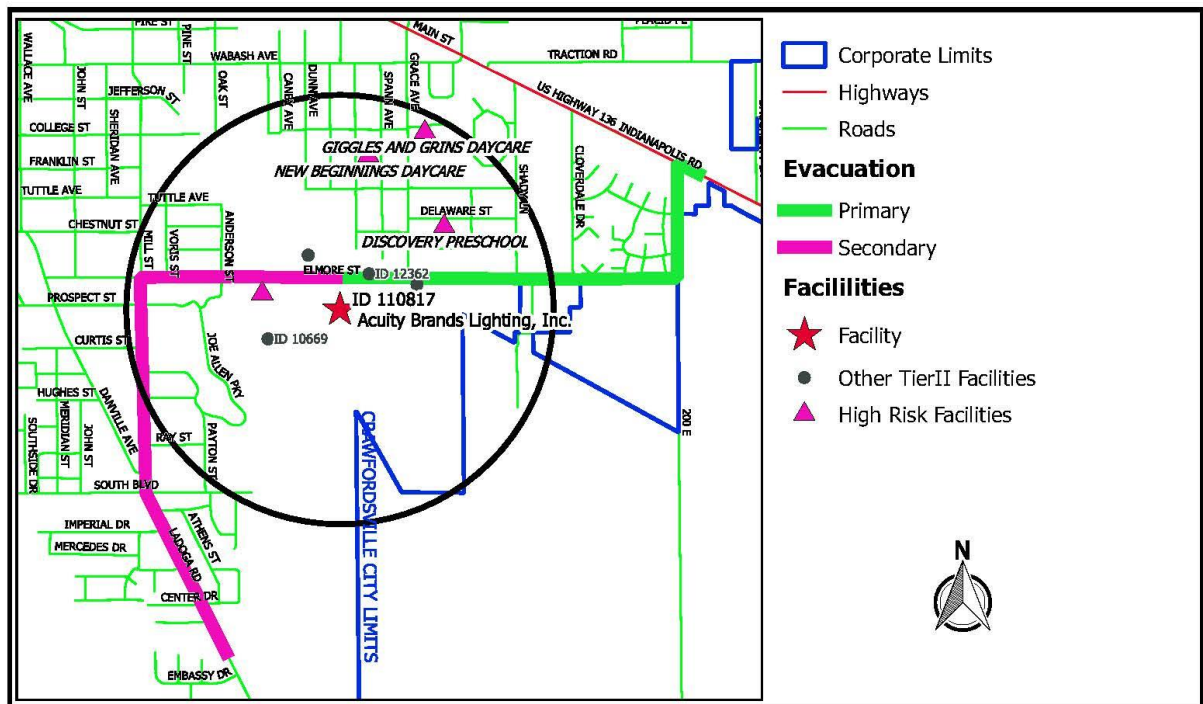 PLACID PL
FIRE ST
PINE ST
MAIN ST
WALLACE AVE
WABASH AVE
TRACTION RD
GRACE AVE
OAK ST
CANBY AVE
DUNN AVE
SPANN AVE
JOHN ST
JEFFERSON ST
US HIGHWAY 136 INDIANAPOLIS RD
SHERIDAN AVE
COLLEGE ST
GIGGLES AND GRINS DAYCARE
FRANKLIN ST
NEW BEGINNINGS DAYCARE
CLOVERDALE DR
TUTTLE AVE
TUTTLE AVE
CHESTNUT ST
ANDERSON ST
DELAWARE ST
MILL ST
VORIS ST
DISCOVERY PRESCHOOL
ELMORE ST
ID 12362
PROSPECT ST
ID 110817
Acuity Brands Lighting, Inc.
CURTIS ST
JOE ALLEN PKY
ID 10669
HUGHES ST
DANVILLE AVE
MERIDIAN ST
JOHN ST
SOUTHSIDE DR
RAY ST
PAYTON ST
200 E
SOUTH BLVD
CRAWFORDSVILLE CITY LIMITS
IMPERIAL DR
ATHENS ST
MERCEDES DR
LADOGA RD
CENTER DR
EMBASSY DR
Corporate Limits
Highways
Roads
Evacuation
Primary
Secondary
Facililities
Facility
Other TierII Facilities
High Risk Facilities
N